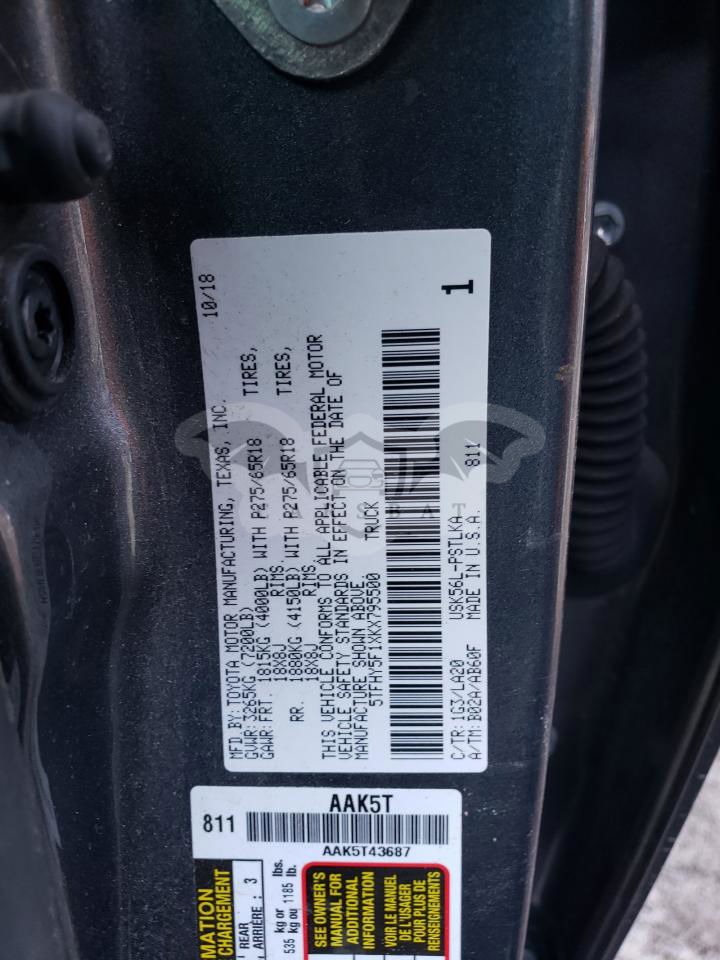 MFD.BY:TOYOTA MOTOR MANUFACTURING, TEXAS, INC. 10/18
GVWR:3265KG (7200LB)
GAWR:FRT. 1815KG (4000LB) WITH P275/65R18 TIRES,
18X8J RIMS.
RR. 1880KG (4150LB) WITH P275/65R18 TIRES,
18X8J RIMS
THIS VEHICLE CONFORMS TO ALL APPLICABLE FEDERAL MOTOR
VEHICLE SAFETY STANDARDS IN EFFECT ON THE DATE OF
MANUFACTURE SHOWN ABOVE.
5TFHY5F1XKX795500 TRUCK
C/TR:1G3/LA20 USK56L-PSTLKA 811 1
A/TM:B02A/AB60F MADE IN U.S.A.
AAK5T
811
AAK5T43687
CHARGEMENT
REAR
ARRIÈRE : 3
535 kg or 1185 lbs.
kg ou lb.
SEE OWNER'S
MANUAL FOR
ADDITIONAL
INFORMATION
VOIR LE MANUEL
DE L'USAGER
POUR PLUS DE
RENSEIGNEMENTS